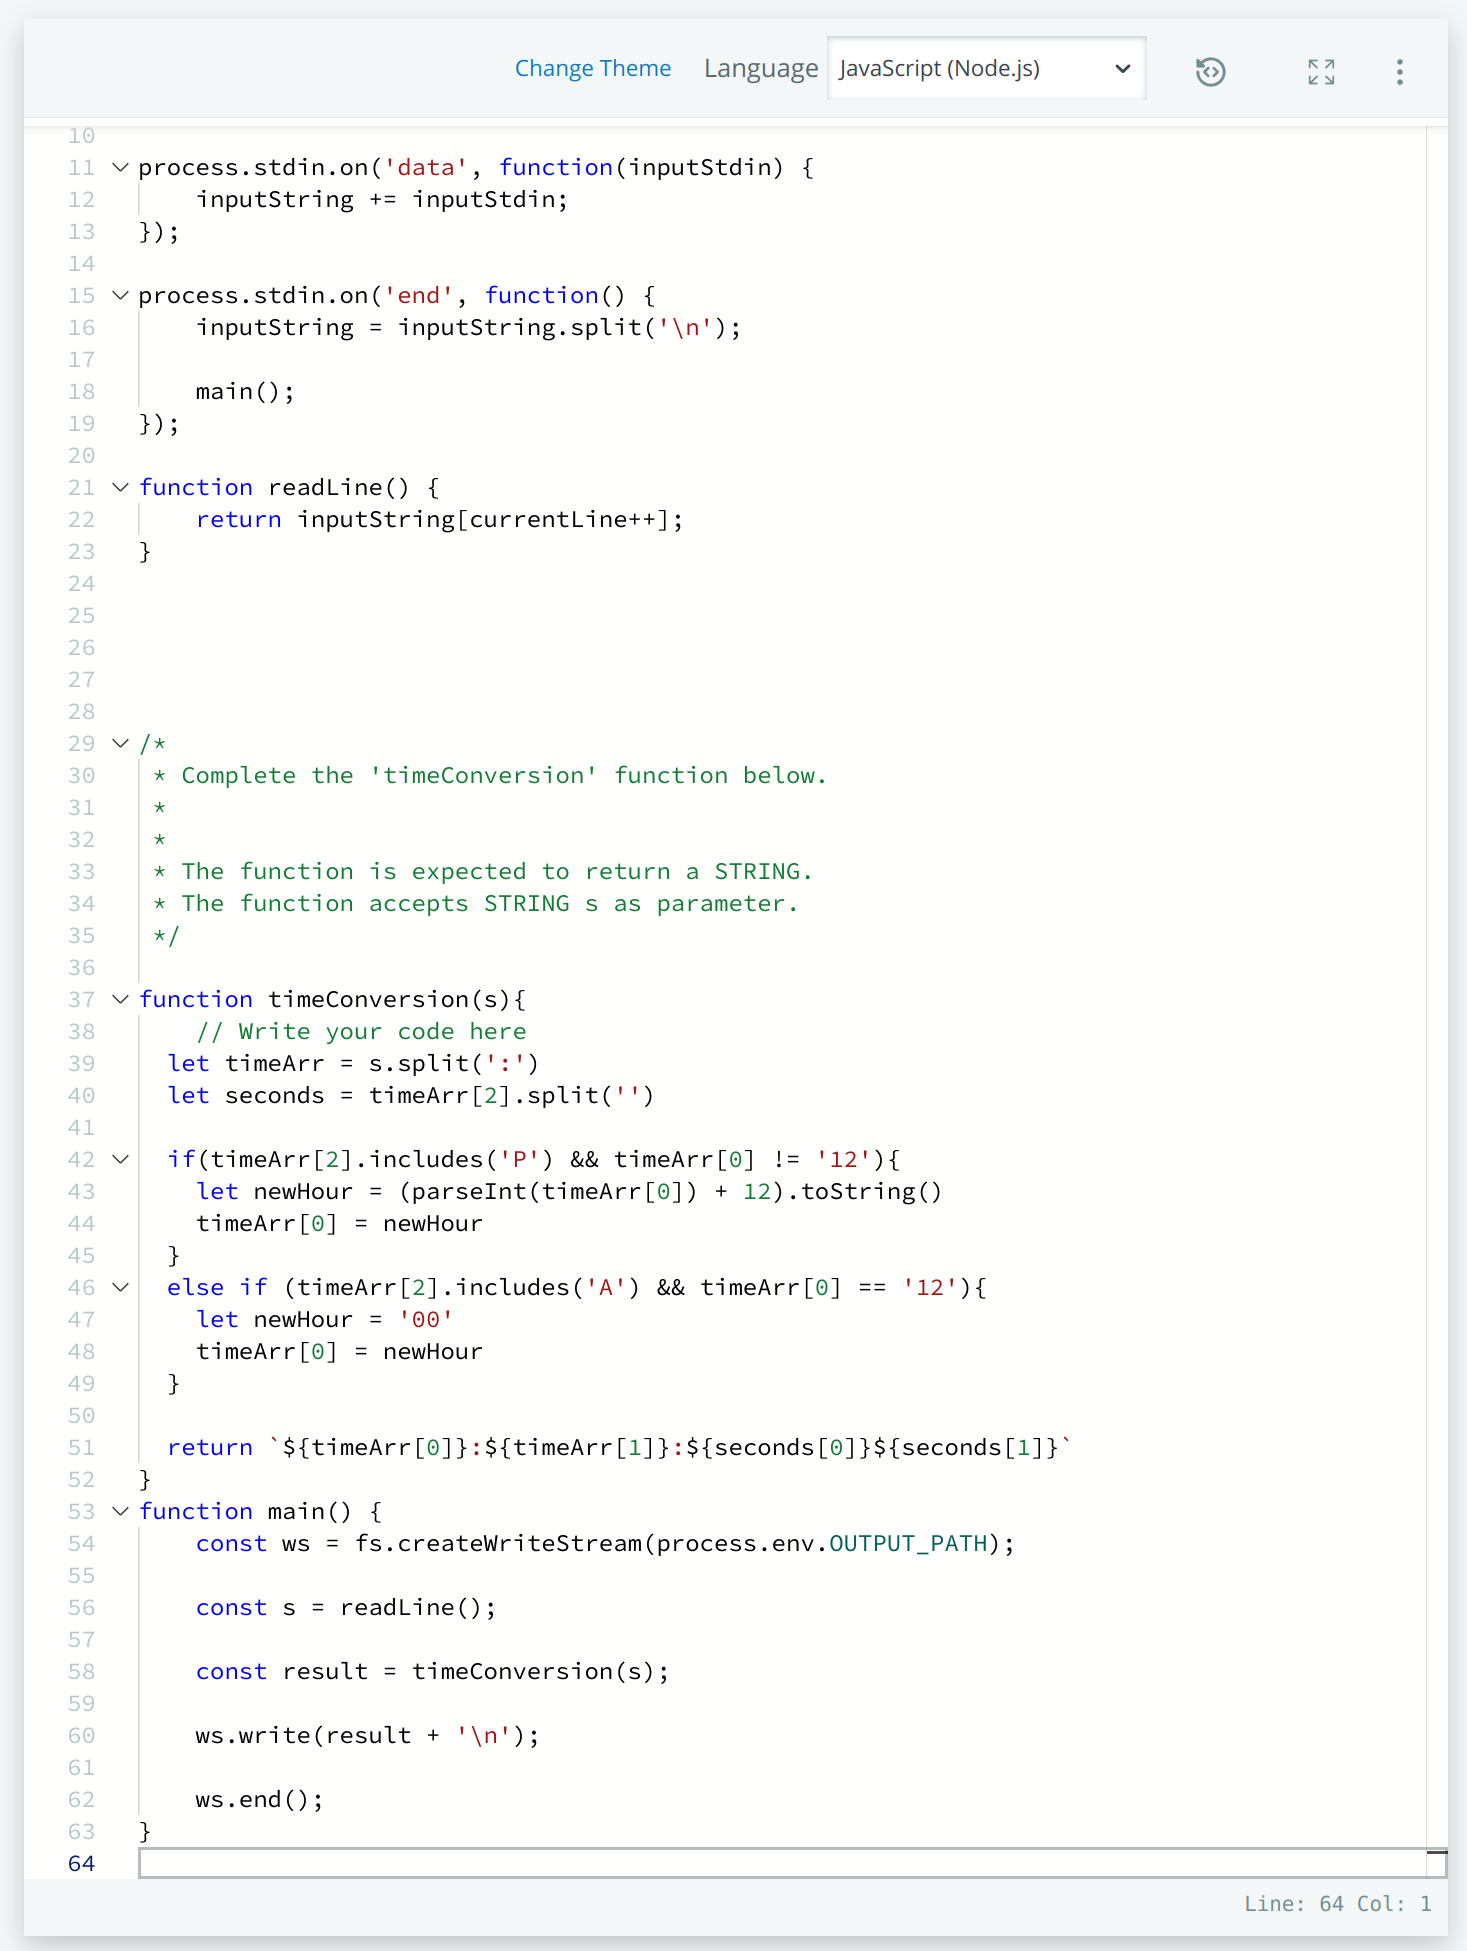 Change Theme Language JavaScript (Node.js)
10
11 process.stdin.on('data', function(inputStdin) {
12     inputString += inputStdin;
13 });
14
15 process.stdin.on('end', function() {
16     inputString = inputString.split('\n');
17
18     main();
19 });
20
21 function readLine() {
22     return inputString[currentLine++];
23 }
24
25
26
27
28
29 /*
30  * Complete the 'timeConversion' function below.
31  *
32  *
33  * The function is expected to return a STRING.
34  * The function accepts STRING s as parameter.
35  */
36
37 function timeConversion(s){
38     // Write your code here
39   let timeArr = s.split(':')
40   let seconds = timeArr[2].split('')
41
42   if(timeArr[2].includes('P') && timeArr[0] != '12'){
43     let newHour = (parseInt(timeArr[0]) + 12).toString()
44     timeArr[0] = newHour
45   }
46   else if (timeArr[2].includes('A') && timeArr[0] == '12'){
47     let newHour = '00'
48     timeArr[0] = newHour
49   }
50
51   return `${timeArr[0]}:${timeArr[1]}:${seconds[0]}${seconds[1]}`
52 }
53 function main() {
54     const ws = fs.createWriteStream(process.env.OUTPUT_PATH);
55
56     const s = readLine();
57
58     const result = timeConversion(s);
59
60     ws.write(result + '\n');
61
62     ws.end();
63 }
64
Line: 64 Col: 1